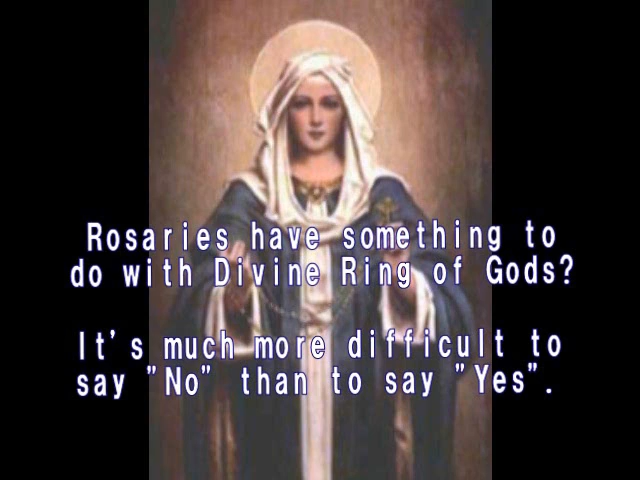 Rosaries have something to
do with Divine Ring of Gods?
It's much more difficult to
say "No" than to say "Yes".